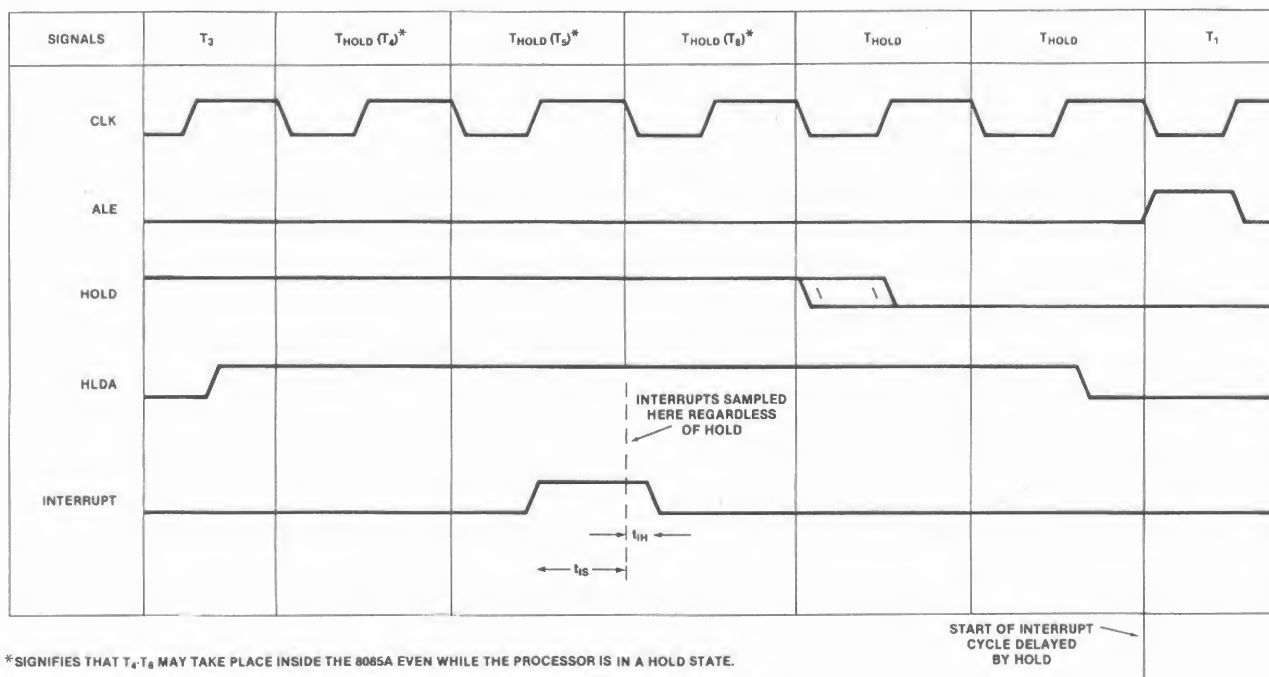 SIGNALS T3 THOLD (T4)* THOLD (T5)* THOLD (T6)* THOLD THOLD T1
CLK
ALE
HOLD
HLDA
INTERRUPTS SAMPLED
HERE REGARDLESS
OF HOLD
INTERRUPT
tIH
tIS
START OF INTERRUPT
CYCLE DELAYED
BY HOLD
*SIGNIFIES THAT T4-T6 MAY TAKE PLACE INSIDE THE 8085A EVEN WHILE THE PROCESSOR IS IN A HOLD STATE.